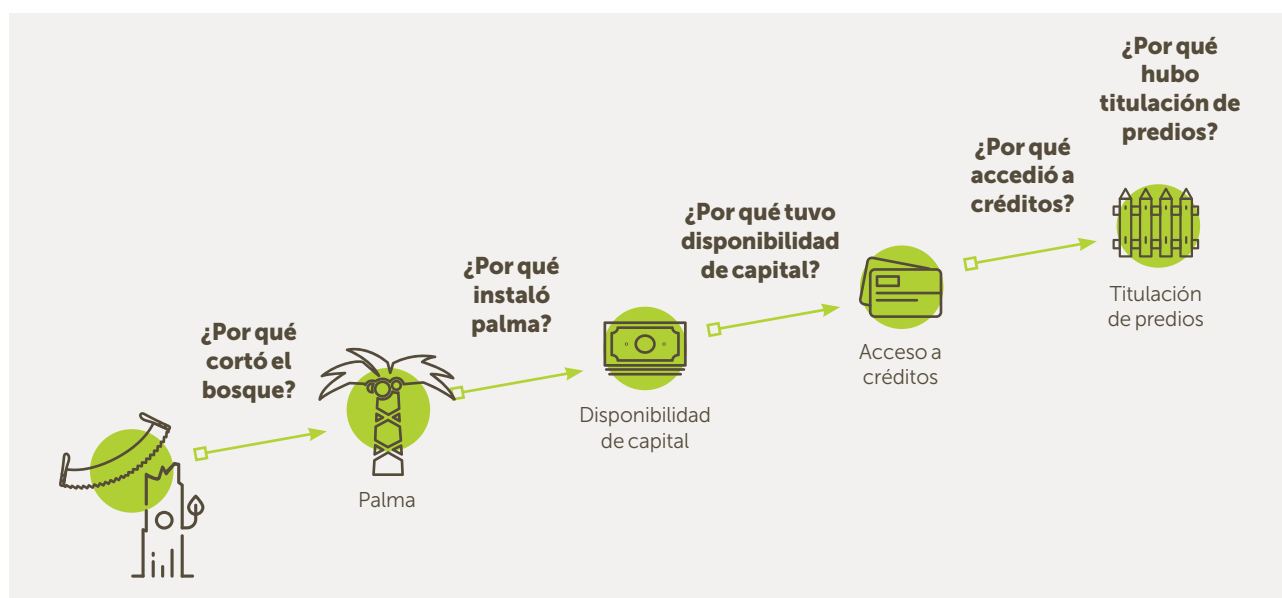 ¿Por qué
cortó el
bosque?
Palma
¿Por qué
instaló
palma?
Disponibilidad
de capital
¿Por qué tuvo
disponibilidad
de capital?
Acceso a
créditos
¿Por qué
accedió a
créditos?
Titulación
de predios
¿Por qué
hubo
titulación de
predios?